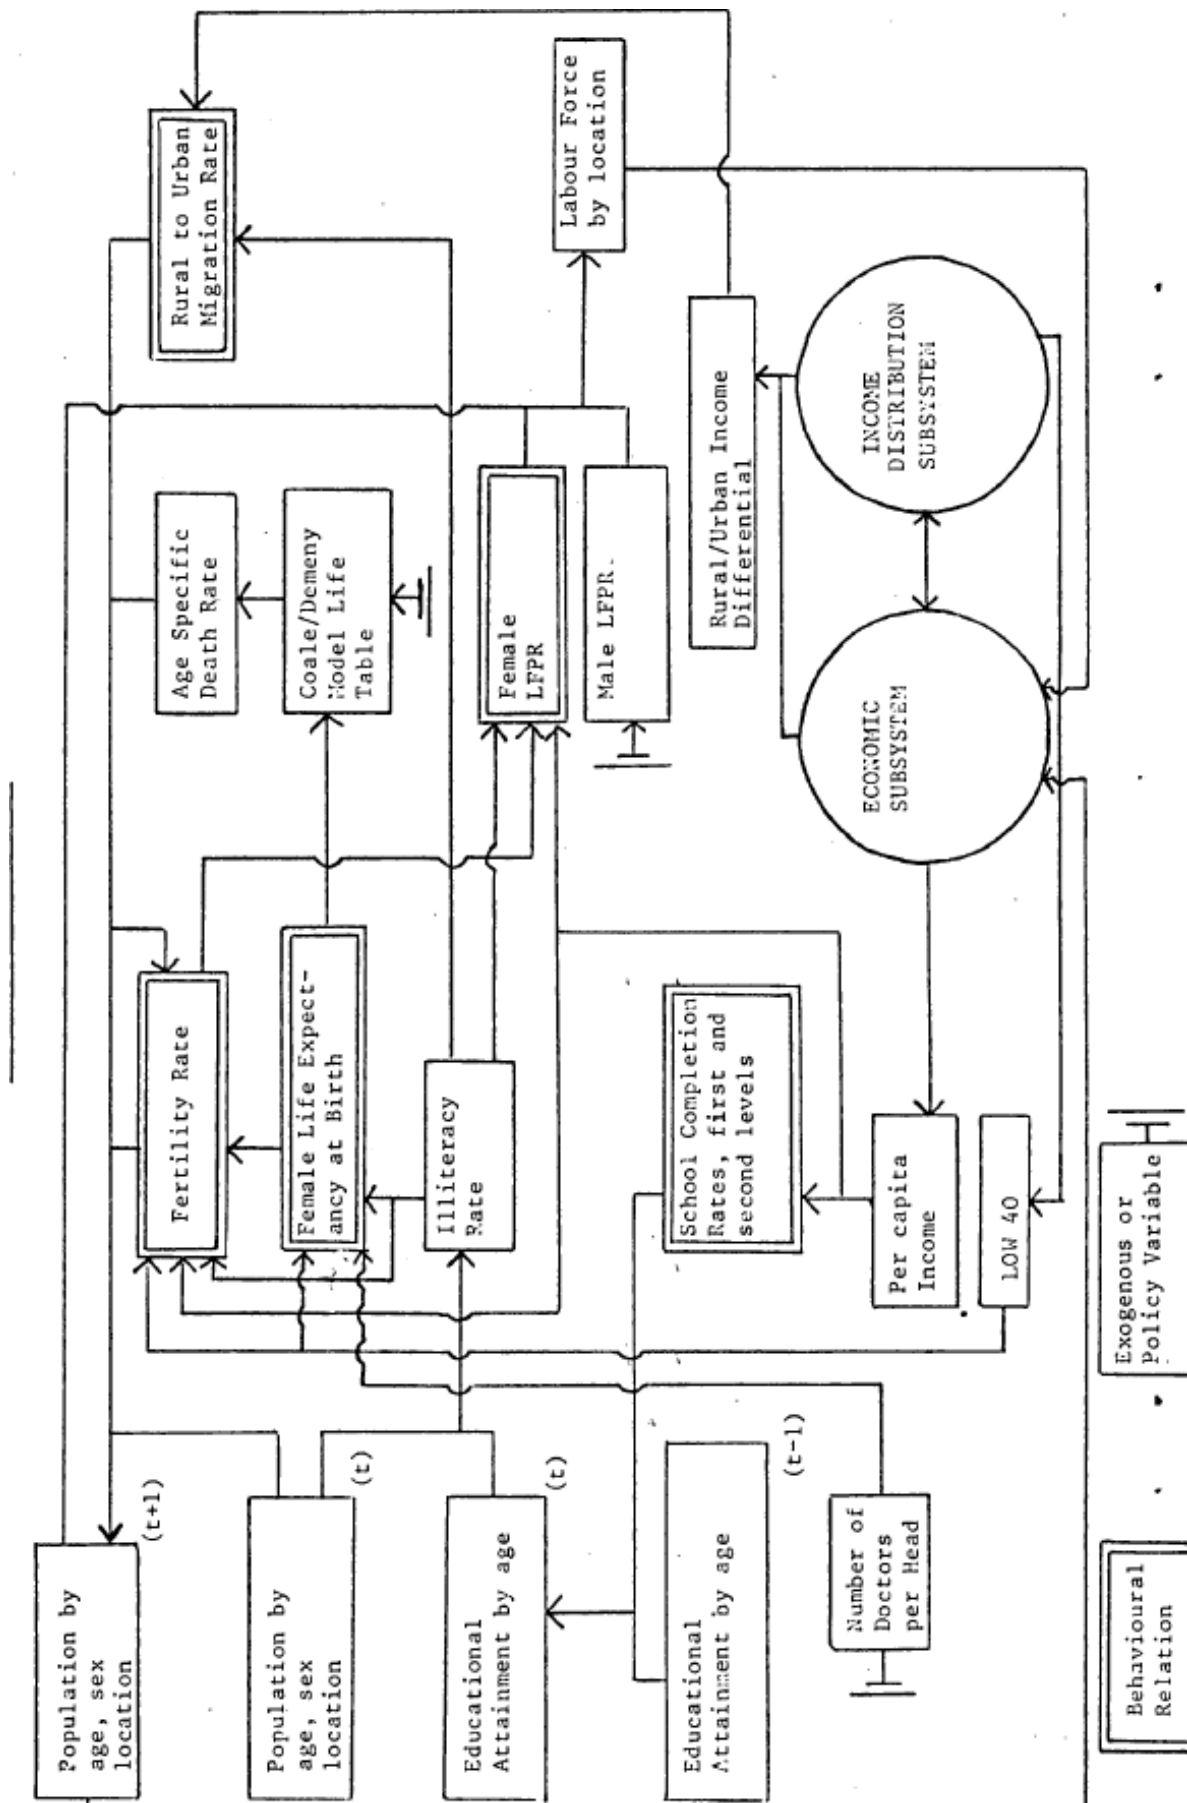 Population by
age, sex
location
(t+1)
Population by
age, sex
location
(t)
Educational
Attainment by age
(t)
Educational
Attainment by age
(t-1)
Number of
Doctors
per Head
Fertility Rate
Female Life Expect-
ancy at Birth
Illiteracy
Rate
School Completion
Rates, first and
second levels
Per capita
Income
LOW 40
Age Specific
Death Rate
Coale/Demeny
Model Life
Table
Female
LFPR
Male LFPR.
Rural to Urban
Migration Rate
Labour Force
by location
Rural/Urban Income
Differential
ECONOMIC
SUBSYSTEM
INCOME
DISTRIBUTION
SUBSYSTEM
Behavioural
Relation
Exogenous or
Policy Variable